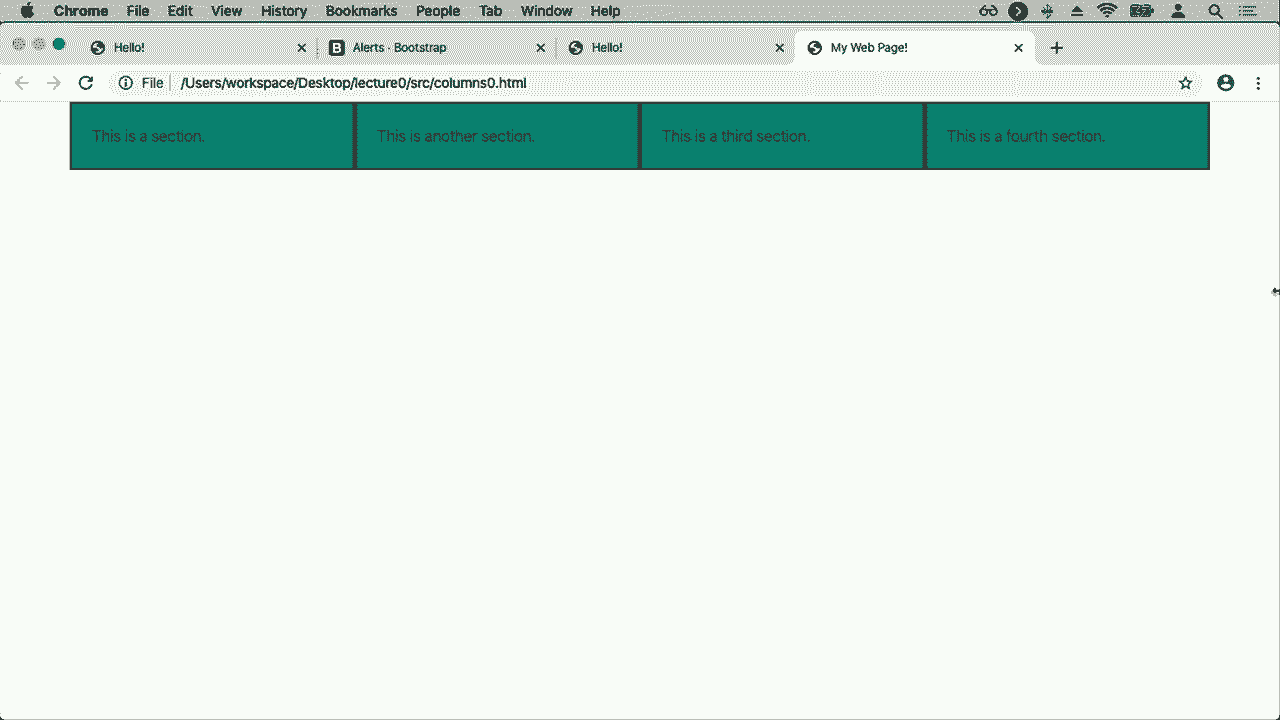 Chrome File Edit View History Bookmarks People Tab Window Help
Hello! B Alerts · Bootstrap Hello! My Web Page!
File /Users/workspace/Desktop/lecture0/src/columns0.html
This is a section. This is another section. This is a third section. This is a fourth section.